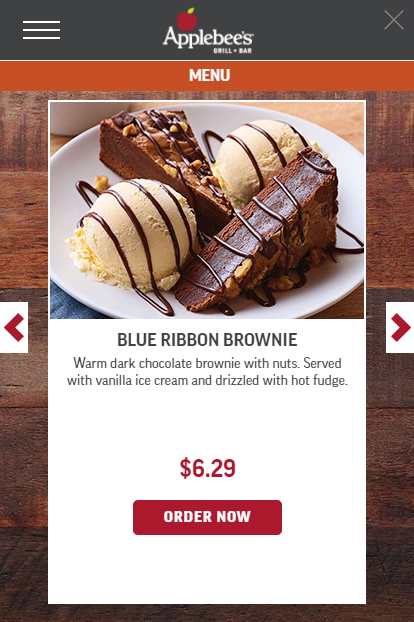 Applebee's
GRILL + BAR
MENU
BLUE RIBBON BROWNIE
Warm dark chocolate brownie with nuts. Served
with vanilla ice cream and drizzled with hot fudge.
$6.29
ORDER NOW